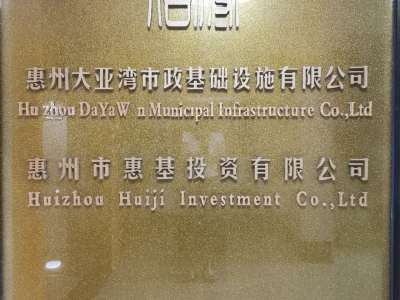 惠州大亚湾市政基础设施有限公司
Hu zhou DaYaW n Municipal Infrastructure Co.,Ltd
惠州市惠基投资有限公司
Huizhou Huiji Investment Co.,Ltd